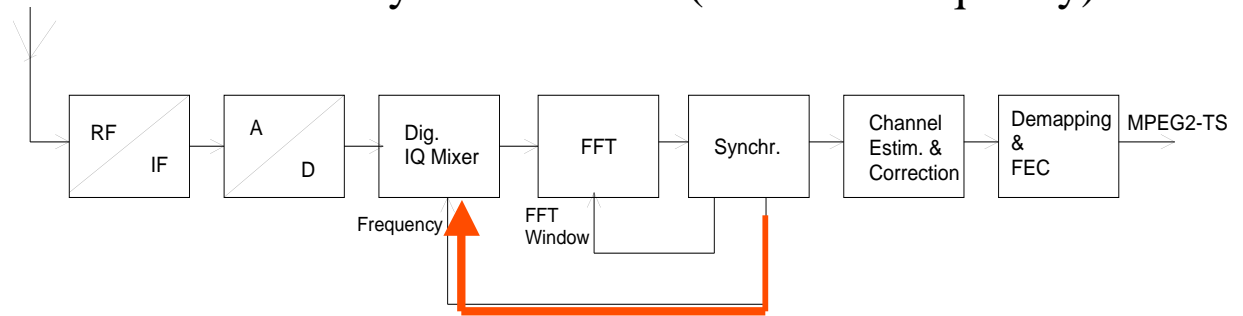 RF
IF
A
D
Dig.
IQ Mixer
FFT
Synchr.
Channel
Estim. &
Correction
Demapping
&
FEC
MPEG2-TS
Frequency
FFT
Window